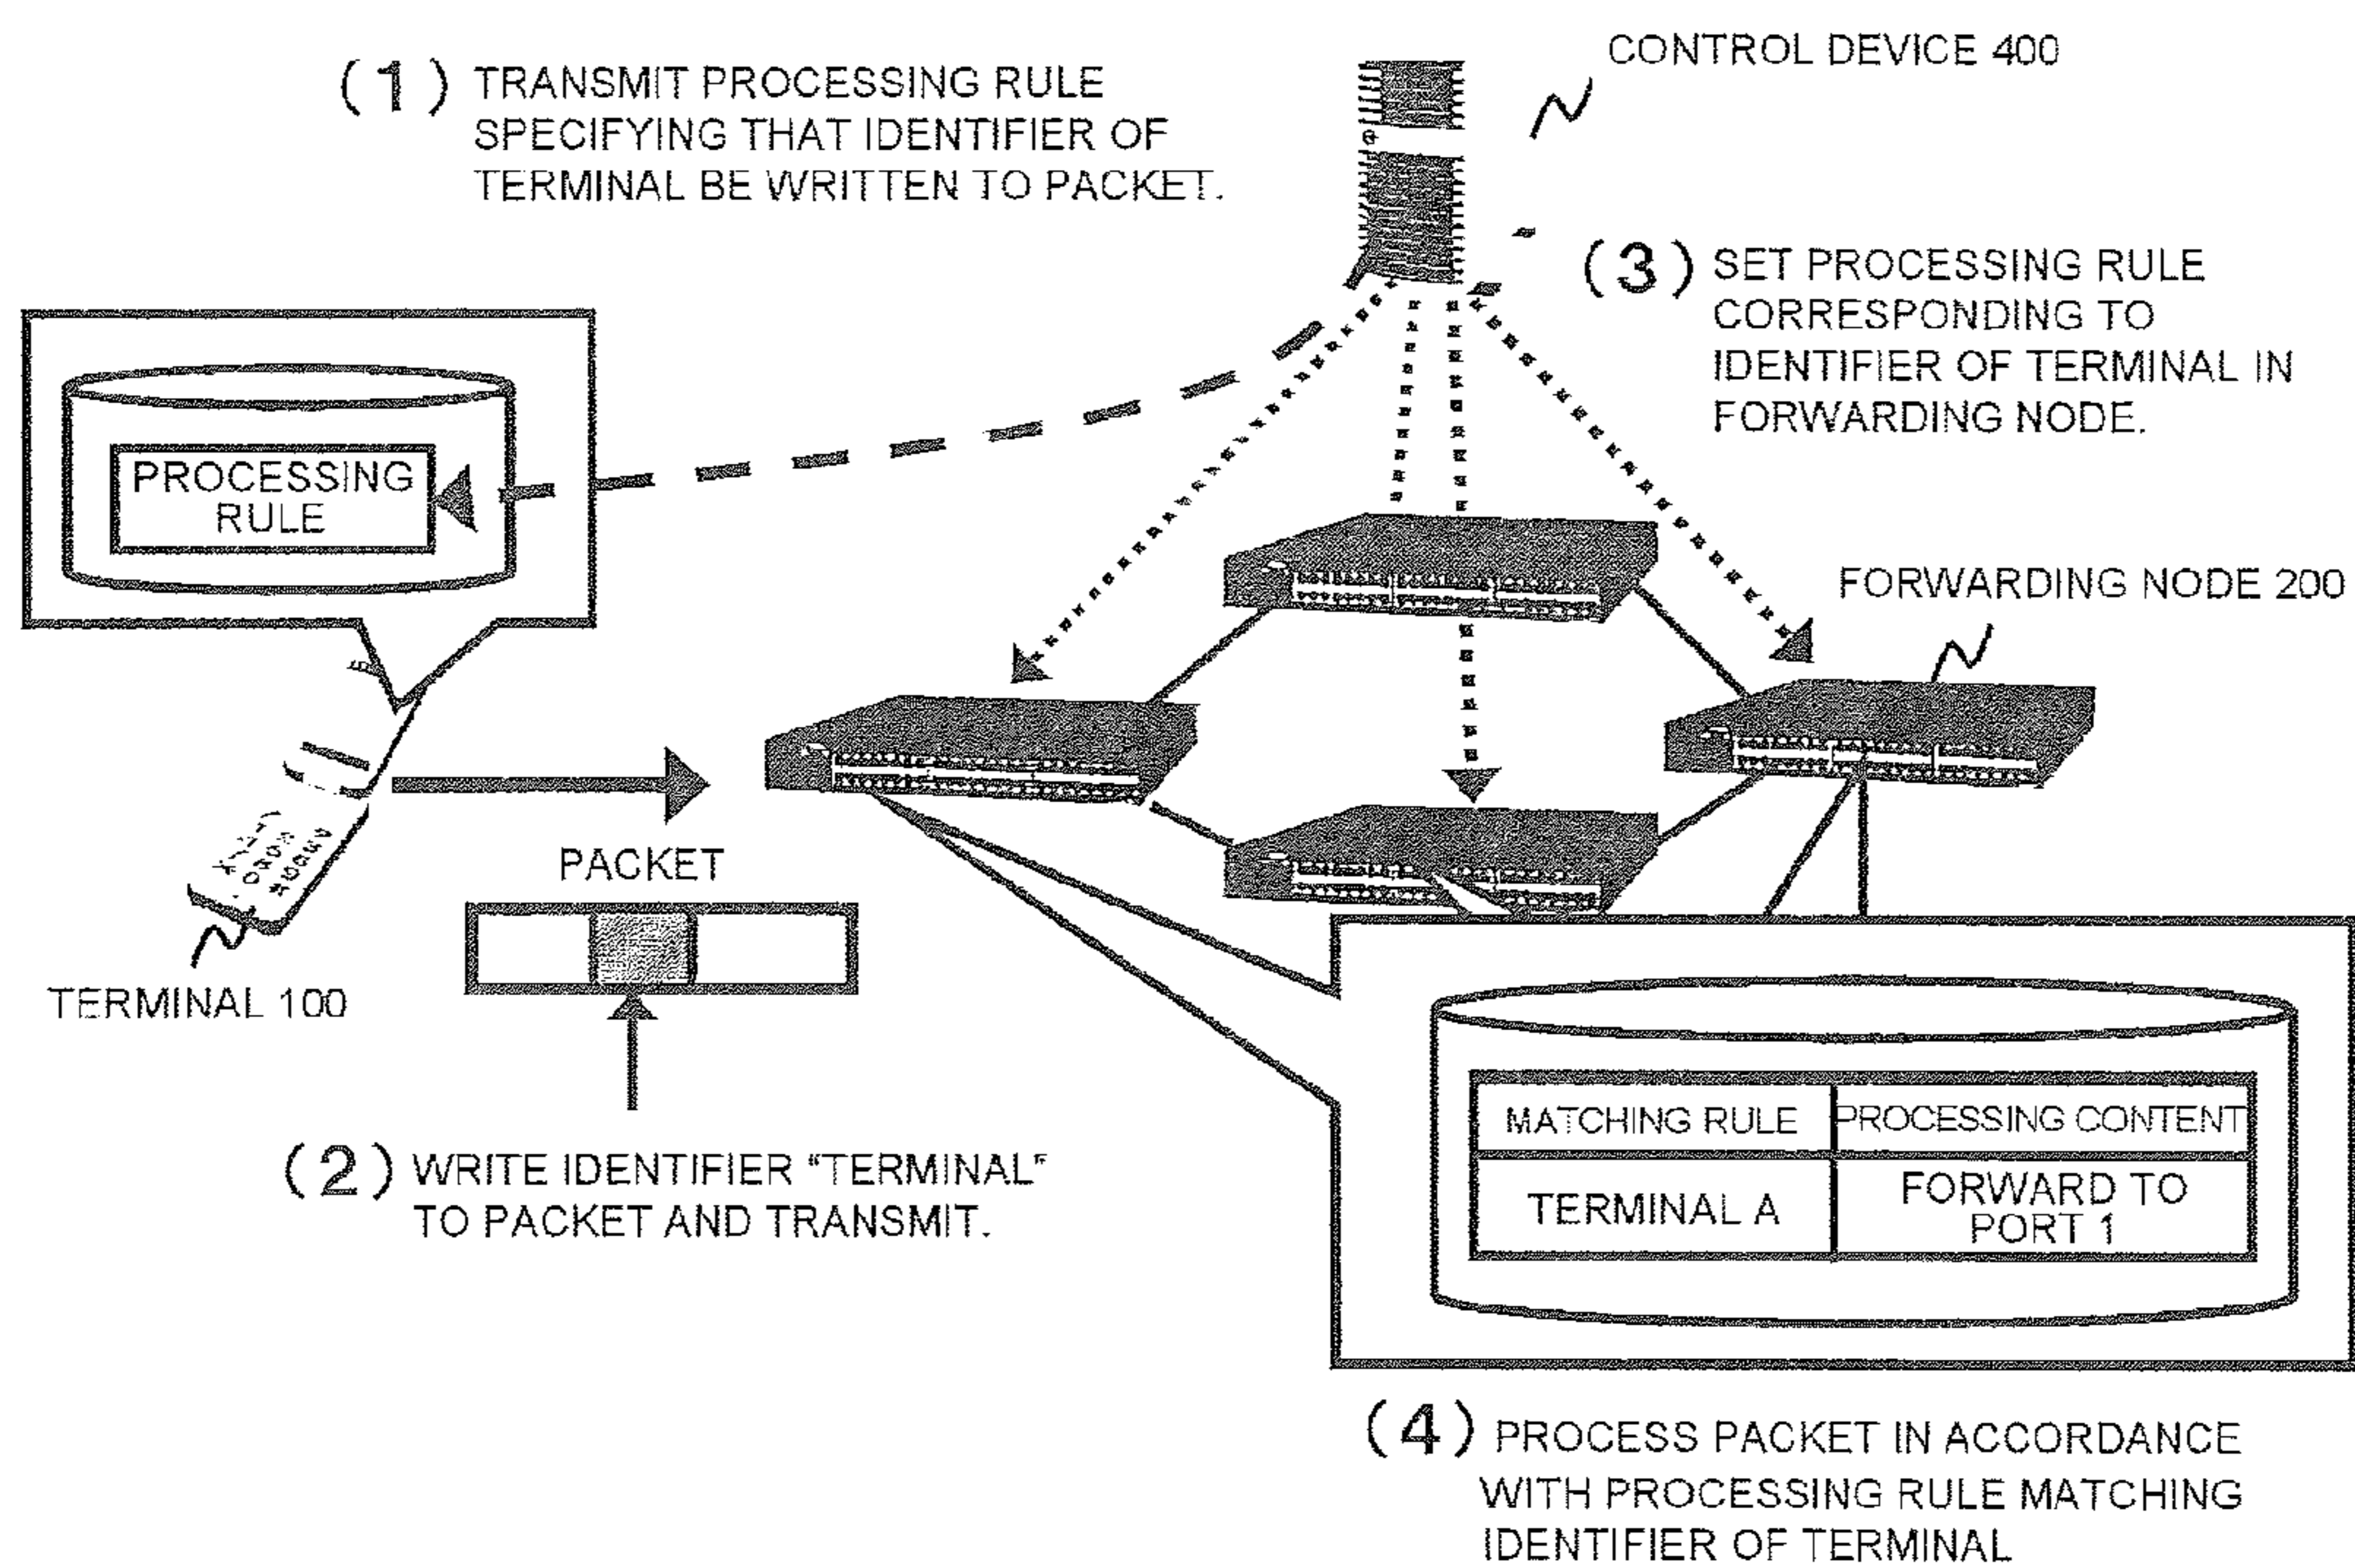 CONTROL DEVICE 400
(1) TRANSMIT PROCESSING RULE
SPECIFYING THAT IDENTIFIER OF
TERMINAL BE WRITTEN TO PACKET.
(3) SET PROCESSING RULE
CORRESPONDING TO
IDENTIFIER OF TERMINAL IN
FORWARDING NODE.
PROCESSING
RULE
FORWARDING NODE 200
PACKET
TERMINAL 100
(2) WRITE IDENTIFIER "TERMINAL"
TO PACKET AND TRANSMIT.
MATCHING RULE PROCESSING CONTENT
TERMINAL A FORWARD TO
PORT 1
(4) PROCESS PACKET IN ACCORDANCE
WITH PROCESSING RULE MATCHING
IDENTIFIER OF TERMINAL